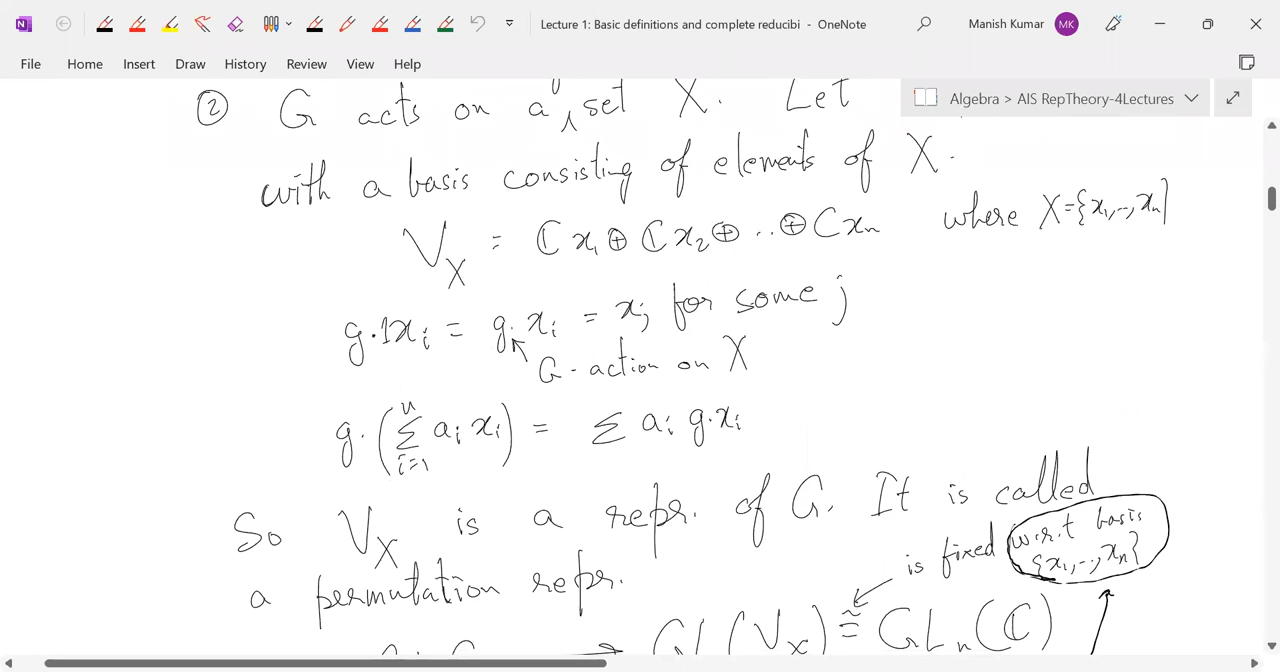 Lecture 1: Basic definitions and complete reducibi - OneNote
Manish Kumar MK
File Home Insert Draw History Review View Help
Algebra > AIS RepTheory-4Lectures
② G acts on a set X. Let
with a basis consisting of elements of X.
V_X = ℂx₁ ⊕ ℂx₂ ⊕ .. ⊕ ℂxₙ where X={x₁,..,xₙ}
g.1xᵢ = g.xᵢ = xⱼ for some j
G-action on X
g.(∑ᵢ₌₁ⁿ aᵢxᵢ) = ∑ aᵢ g.xᵢ
So V_X is a repr. of G. It is called
is fixed w.r.t basis
{x₁,..,xₙ}
a permutation repr.
GL(V_X) ≅ GLₙ(ℂ)